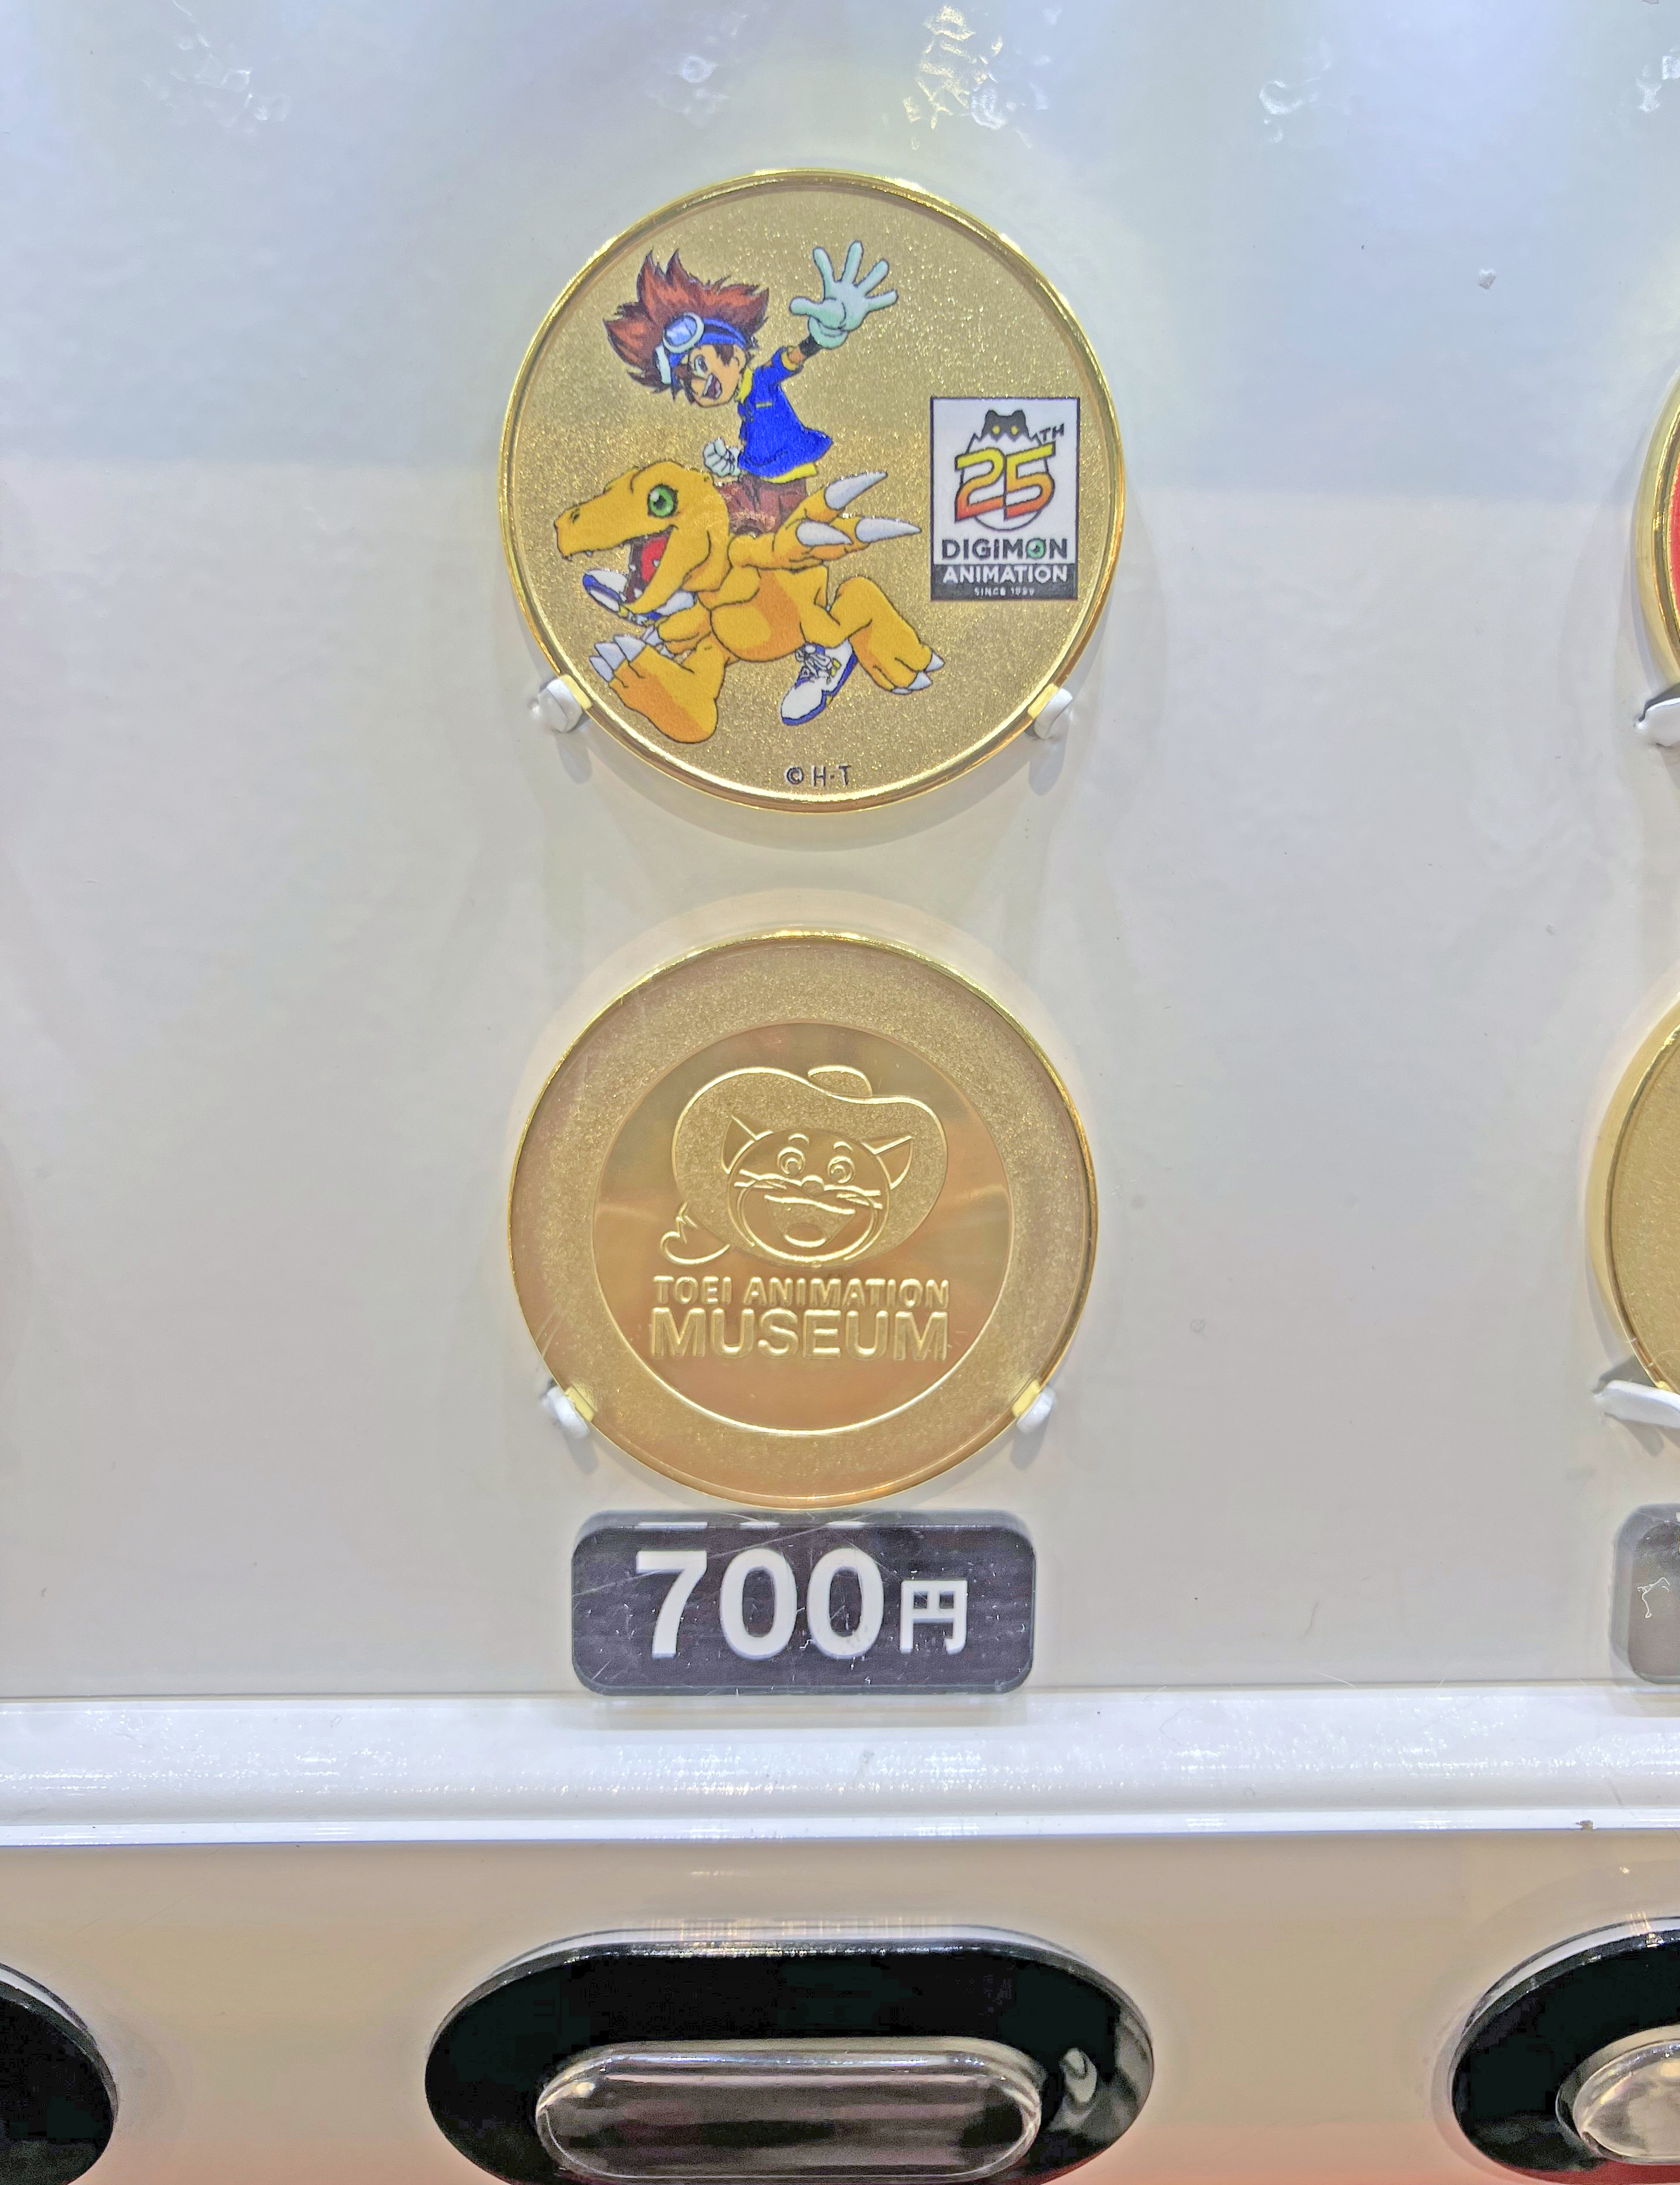 25TH
DIGIMON
ANIMATION
SINCE 1999
©H·T
TOEI ANIMATION
MUSEUM
700円